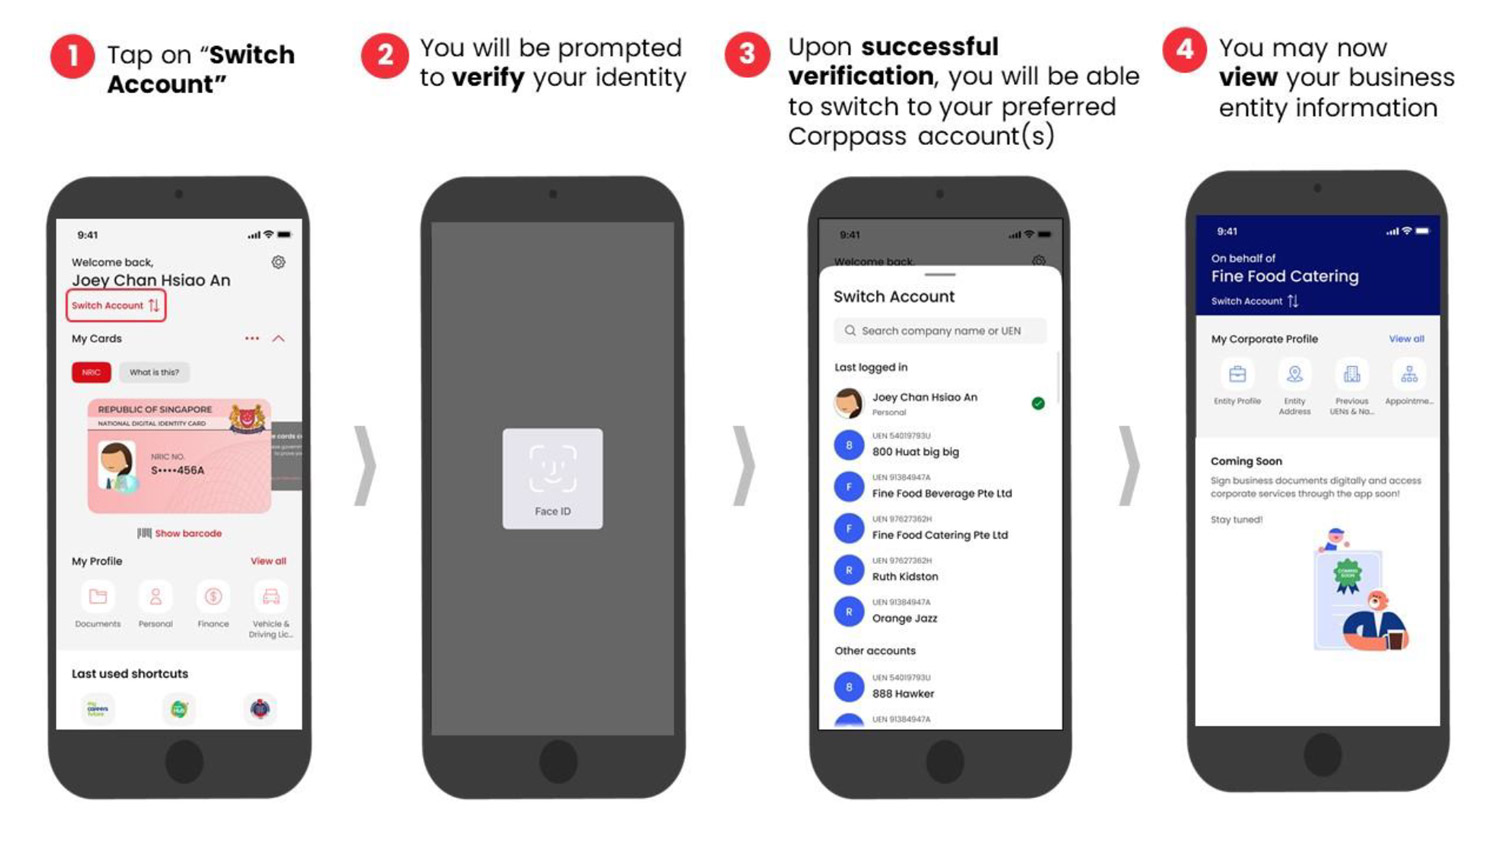 1 Tap on “Switch
Account”
2 You will be prompted
to verify your identity
3 Upon successful
verification, you will be able
to switch to your preferred
Corppass account(s)
4 You may now
view your business
entity information
9:41
Welcome back,
Joey Chan Hsiao An
Switch Account
My Cards
NRIC
What is this?
REPUBLIC OF SINGAPORE
NATIONAL DIGITAL IDENTITY CARD
NRIC NO.
S••••456A
Show barcode
My Profile
View all
Documents
Personal
Finance
Vehicle &
Driving Lic...
Last used shortcuts
my
careers
future
Face ID
9:41
Welcome back,
Switch Account
Search company name or UEN
Last logged in
Joey Chan Hsiao An
Personal
8
UEN 54019793U
800 Huat big big
F
UEN 91384947A
Fine Food Beverage Pte Ltd
F
UEN 97627362H
Fine Food Catering Pte Ltd
R
UEN 97627362H
Ruth Kidston
R
UEN 91384947A
Orange Jazz
Other accounts
8
UEN 54019793U
888 Hawker
UEN 91384947A
9:41
On behalf of
Fine Food Catering
Switch Account
My Corporate Profile
View all
Entity Profile
Entity
Address
Previous
UENs & Na...
Appointme...
Coming Soon
Sign business documents digitally and access
corporate services through the app soon!
Stay tuned!
COMING
SOON